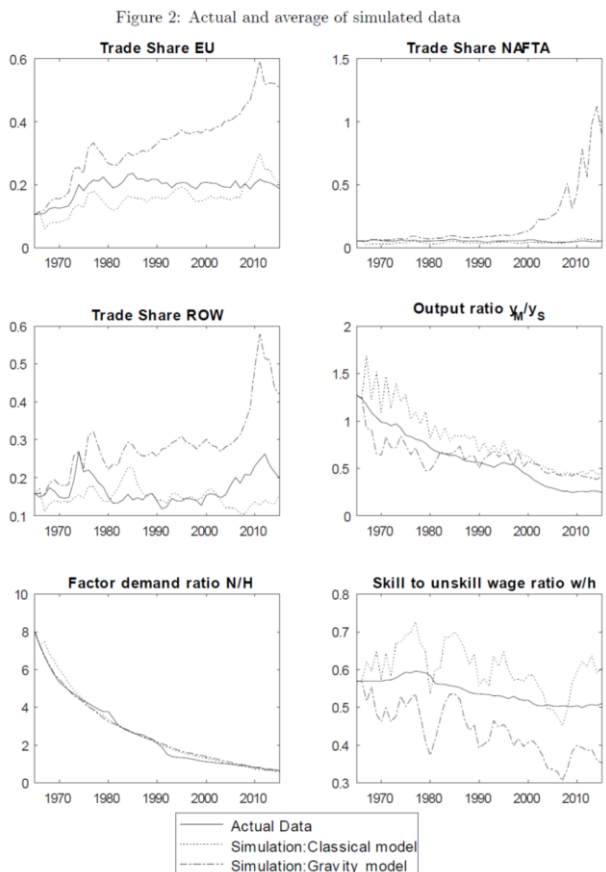 Figure 2: Actual and average of simulated data
Trade Share EU
0.6
0.4
0.2
0
1970 1980 1990 2000 2010
Trade Share NAFTA
1.5
1
0.5
0
1970 1980 1990 2000 2010
Trade Share ROW
0.6
0.5
0.4
0.3
0.2
0.1
1970 1980 1990 2000 2010
Output ratio y_M/y_S
2
1.5
1
0.5
0
1970 1980 1990 2000 2010
Factor demand ratio N/H
10
8
6
4
2
0
1970 1980 1990 2000 2010
Skill to unskill wage ratio w/h
0.8
0.7
0.6
0.5
0.4
0.3
1970 1980 1990 2000 2010
Actual Data
Simulation:Classical model
Simulation:Gravity model